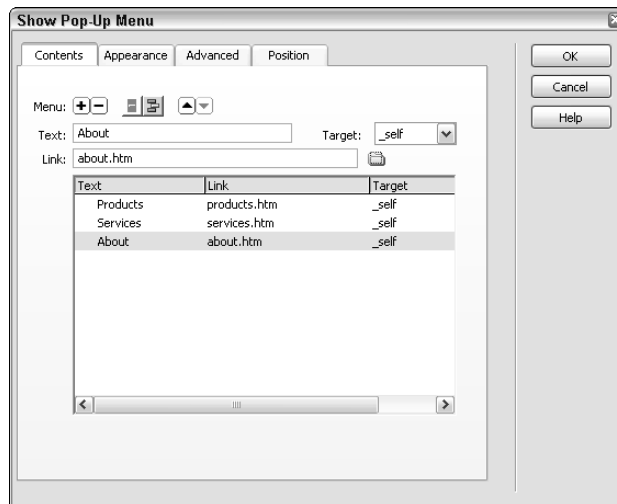 Show Pop-Up Menu
Contents Appearance Advanced Position
OK
Cancel
Help
Menu:
Text: About Target: _self
Link: about.htm
Text Link Target
Products products.htm _self
Services services.htm _self
About about.htm _self